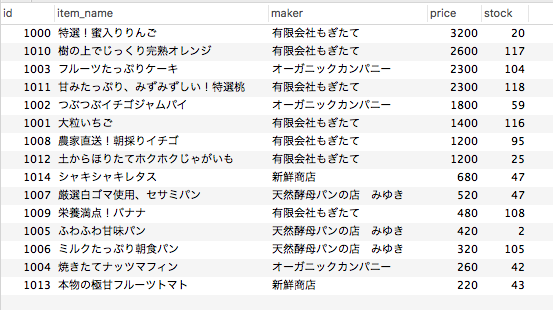 id item_name maker price stock
1000 特選！蜜入りりんご 有限会社もぎたて 3200 20
1010 樹の上でじっくり完熟オレンジ 有限会社もぎたて 2600 117
1003 フルーツたっぷりケーキ オーガニックカンパニー 2300 104
1011 甘みたっぷり、みずみずしい！特選桃 有限会社もぎたて 2300 118
1002 つぶつぶイチゴジャムパイ オーガニックカンパニー 1800 59
1001 大粒いちご 有限会社もぎたて 1400 116
1008 農家直送！朝採りイチゴ 有限会社もぎたて 1200 95
1012 土からほりたてホクホクじゃがいも 有限会社もぎたて 1200 25
1014 シャキシャキレタス 新鮮商店 680 47
1007 厳選白ゴマ使用、セサミパン 天然酵母パンの店　みゆき 520 47
1009 栄養満点！バナナ 有限会社もぎたて 480 108
1005 ふわふわ甘味パン 天然酵母パンの店　みゆき 420 2
1006 ミルクたっぷり朝食パン 天然酵母パンの店　みゆき 320 105
1004 焼きたてナッツマフィン オーガニックカンパニー 260 42
1013 本物の極甘フルーツトマト 新鮮商店 220 43